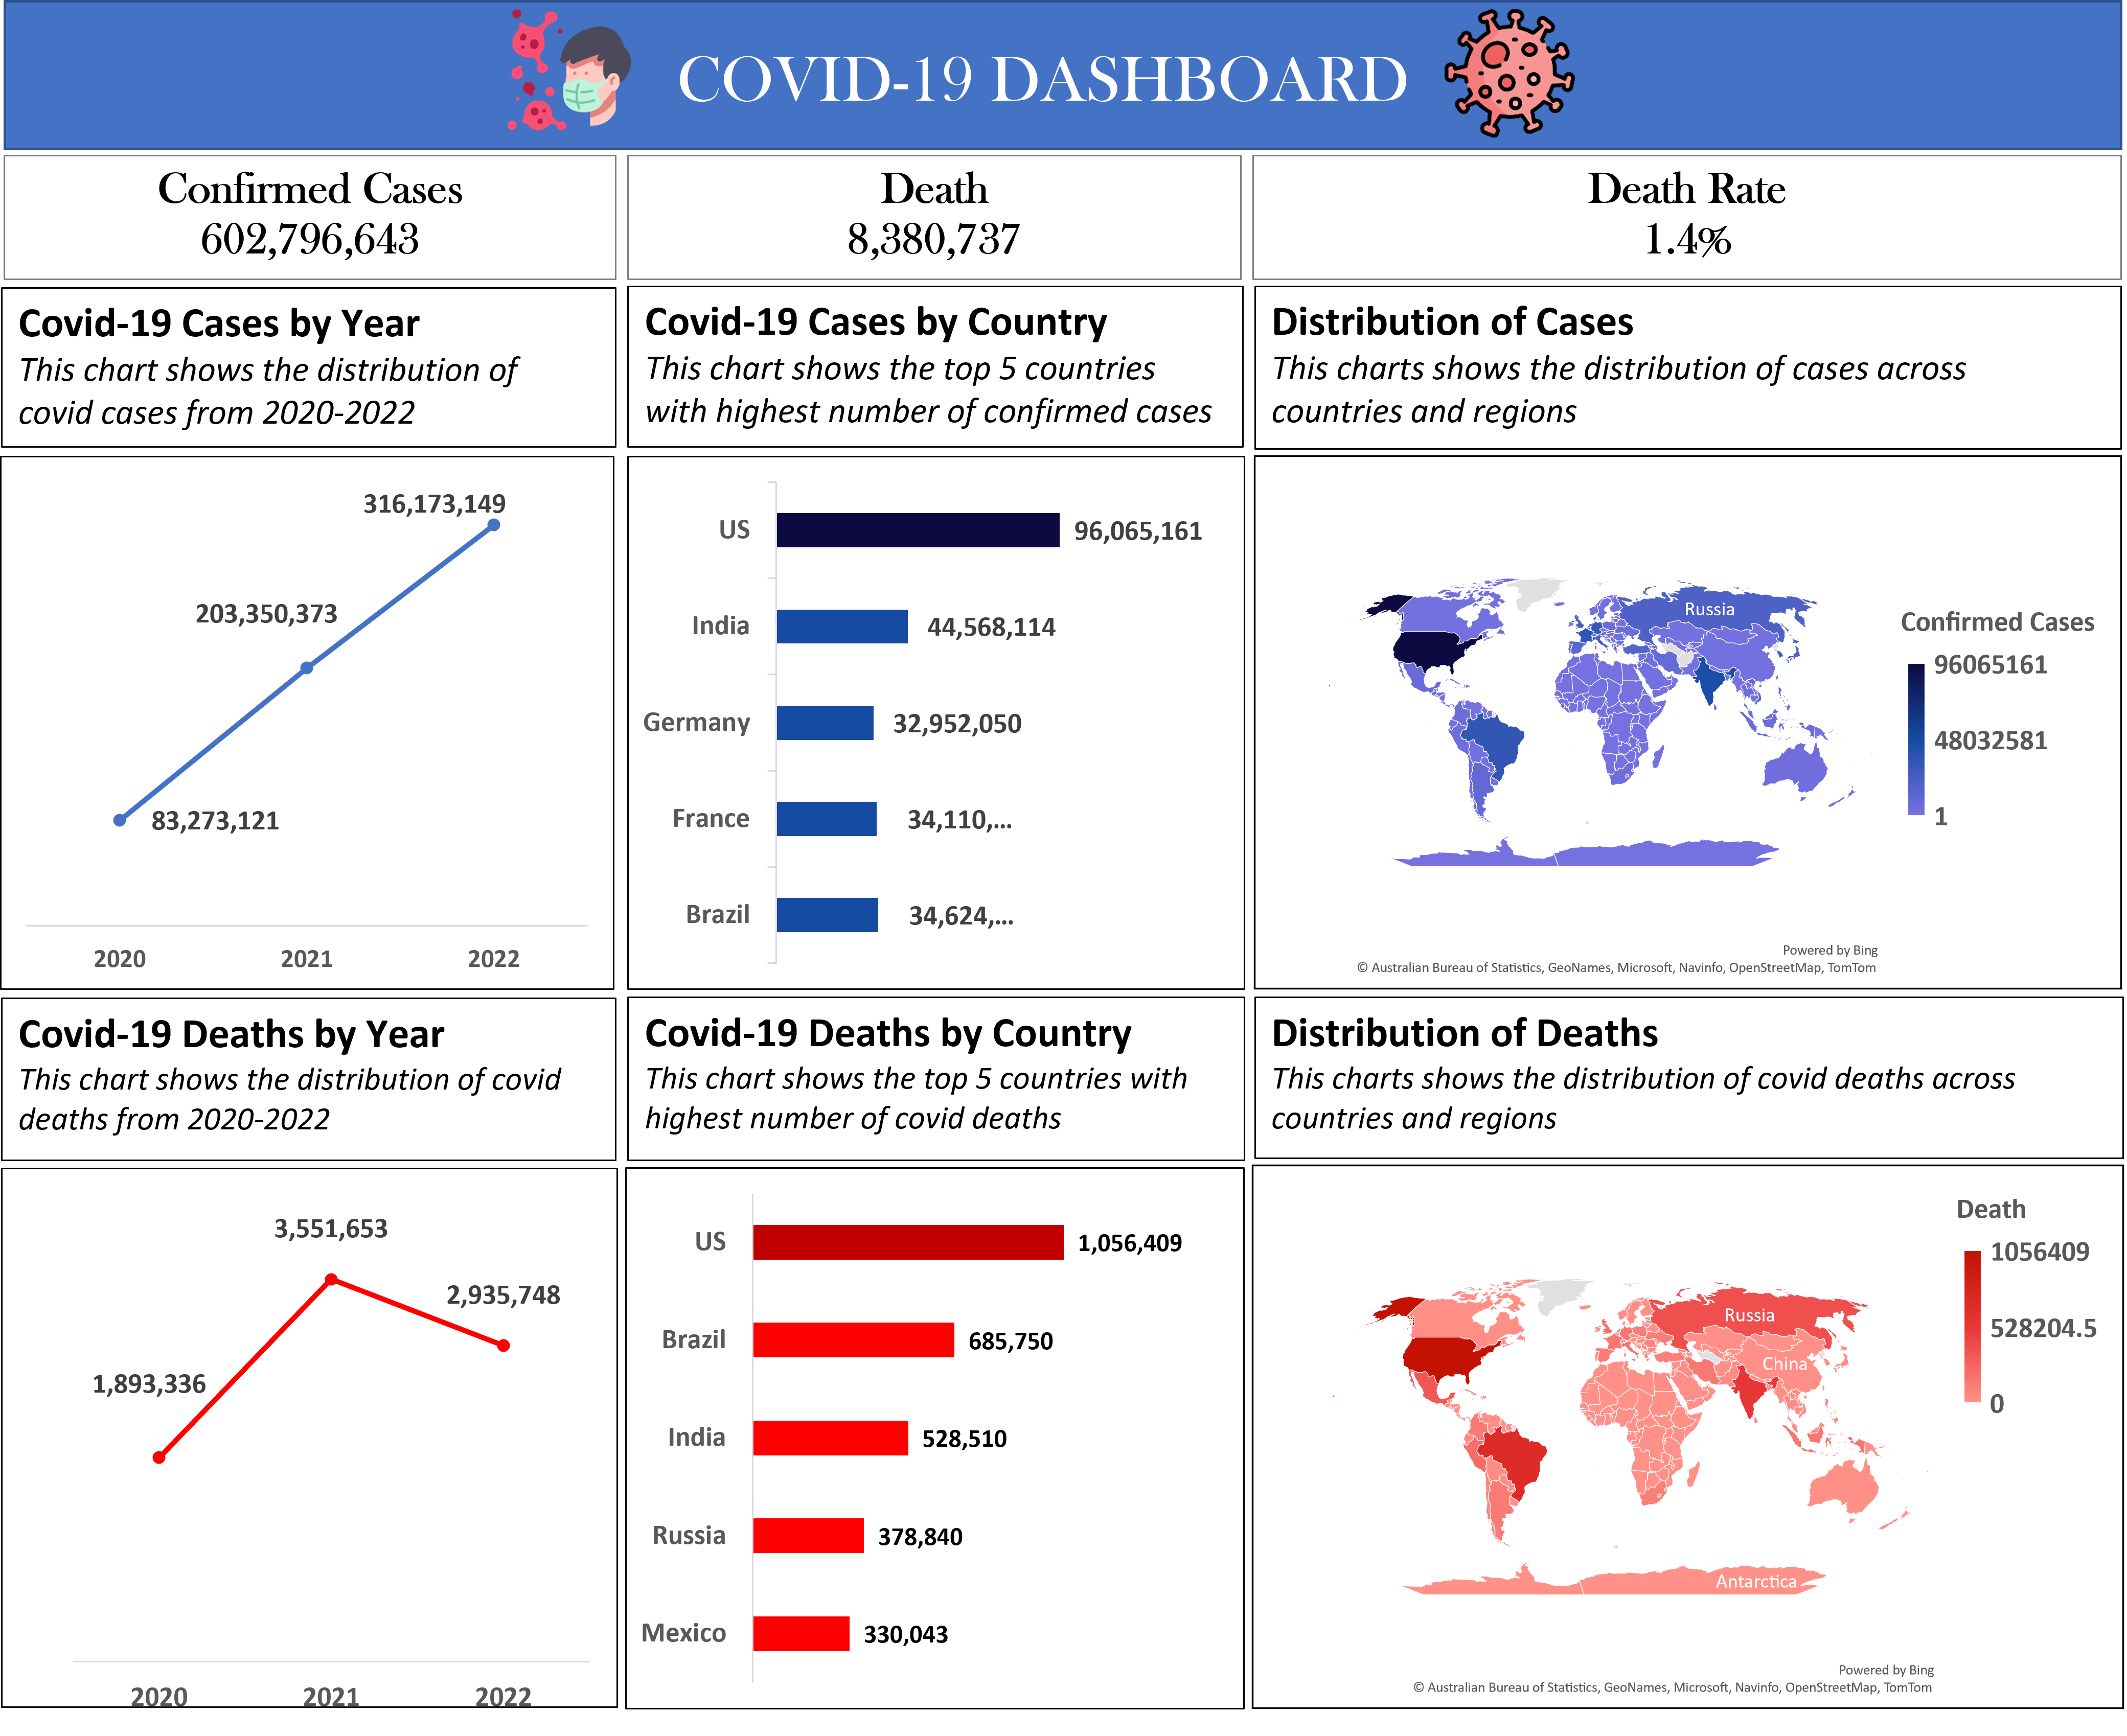 COVID-19 DASHBOARD
Confirmed Cases
602,796,643
Death
8,380,737
Death Rate
1.4%
Covid-19 Cases by Year
This chart shows the distribution of
covid cases from 2020-2022
Covid-19 Cases by Country
This chart shows the top 5 countries
with highest number of confirmed cases
Distribution of Cases
This charts shows the distribution of cases across
countries and regions
316,173,149
203,350,373
83,273,121
2020 2021 2022
US 96,065,161
India 44,568,114
Germany 32,952,050
France 34,110,...
Brazil 34,624,...
Russia
Confirmed Cases
96065161
48032581
1
Powered by Bing
© Australian Bureau of Statistics, GeoNames, Microsoft, Navinfo, OpenStreetMap, TomTom
Covid-19 Deaths by Year
This chart shows the distribution of covid
deaths from 2020-2022
Covid-19 Deaths by Country
This chart shows the top 5 countries with
highest number of covid deaths
Distribution of Deaths
This charts shows the distribution of covid deaths across
countries and regions
3,551,653
2,935,748
1,893,336
2020 2021 2022
US 1,056,409
Brazil 685,750
India 528,510
Russia 378,840
Mexico 330,043
Death
1056409
528204.5
0
Russia
China
Antarctica
Powered by Bing
© Australian Bureau of Statistics, GeoNames, Microsoft, Navinfo, OpenStreetMap, TomTom